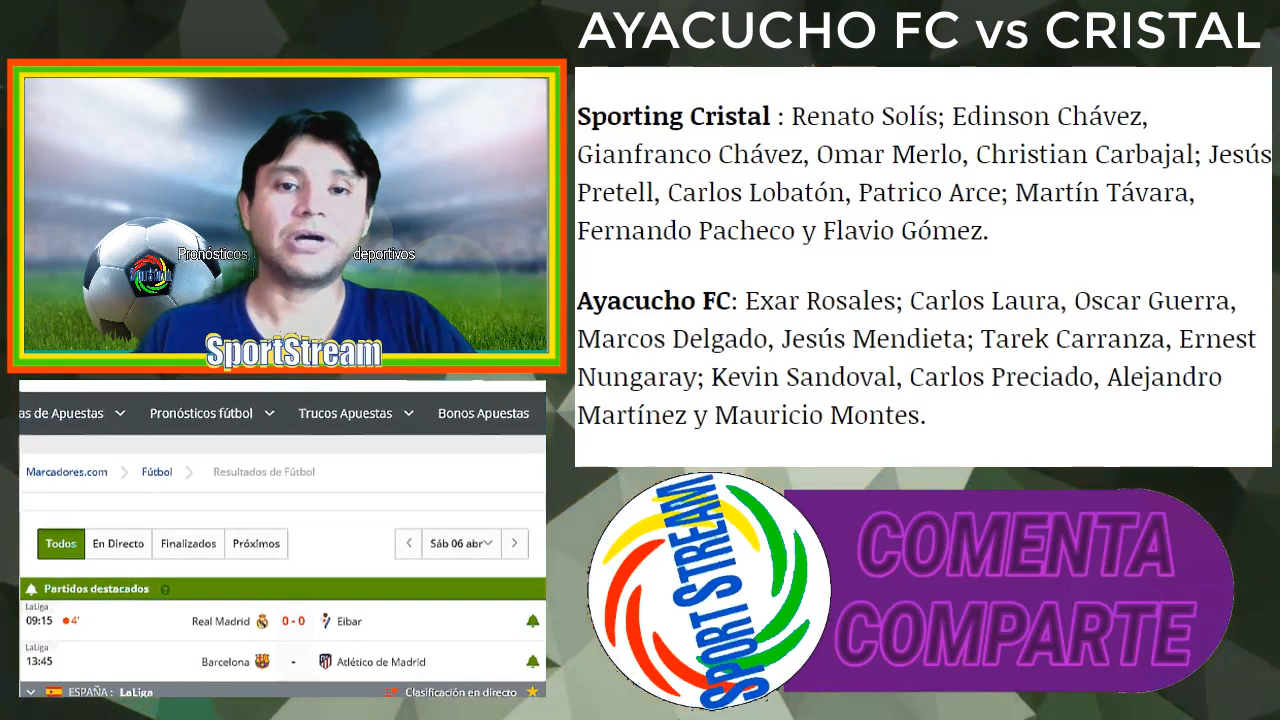 AYACUCHO FC vs CRISTAL
Sporting Cristal : Renato Solís; Edinson Chávez,
Gianfranco Chávez, Omar Merlo, Christian Carbajal; Jesús
Pretell, Carlos Lobatón, Patrico Arce; Martín Távara,
Fernando Pacheco y Flavio Gómez.
Ayacucho FC: Exar Rosales; Carlos Laura, Oscar Guerra,
Marcos Delgado, Jesús Mendieta; Tarek Carranza, Ernest
Nungaray; Kevin Sandoval, Carlos Preciado, Alejandro
Martínez y Mauricio Montes.
Pronósticos, deportivos
SportStream
as de Apuestas Pronósticos fútbol Trucos Apuestas Bonos Apuestas
Marcadores.com Fútbol Resultados de Fútbol
Todos En Directo Finalizados Próximos Sáb 06 abr
Partidos destacados
LaLiga
09:15 4' Real Madrid 0 - 0 Eibar
LaLiga
13:45 Barcelona - Atlético de Madrid
ESPAÑA: LaLiga Clasificación en directo
SPORT STREAM
COMENTA
COMPARTE